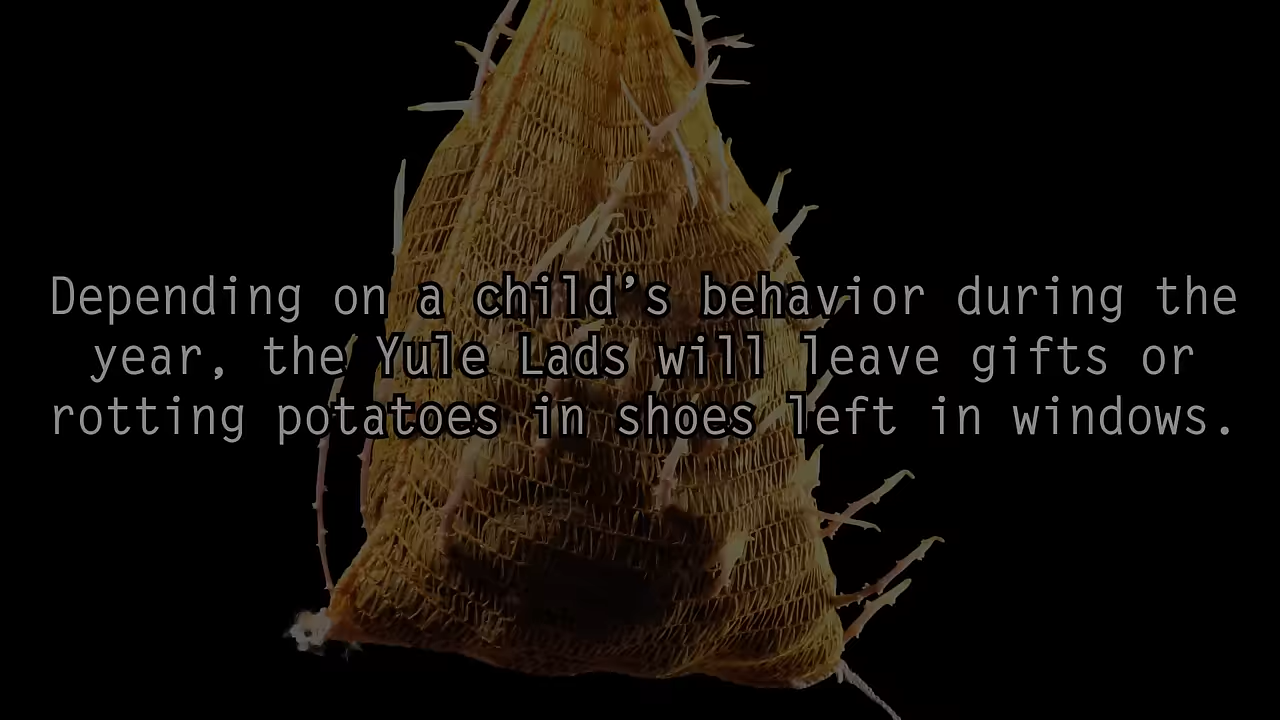 Depending on a child’s behavior during the
year, the Yule Lads will leave gifts or
rotting potatoes in shoes left in windows.